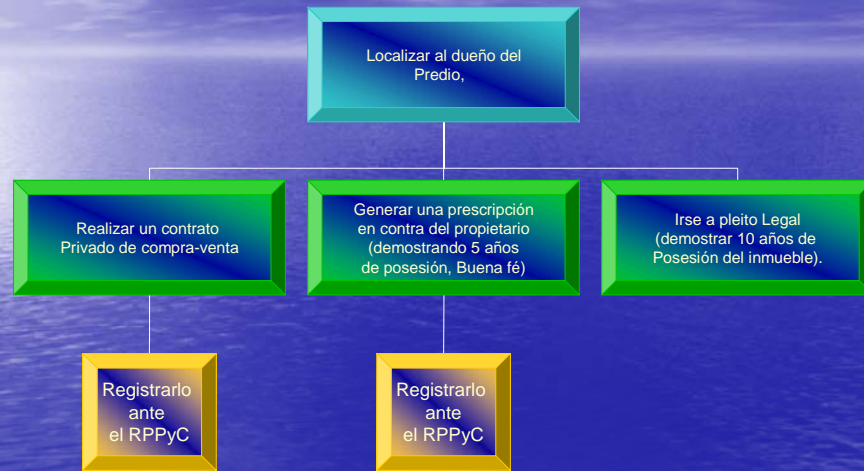 Localizar al dueño del
Predio,
Realizar un contrato
Privado de compra-venta
Generar una prescripción
en contra del propietario
(demostrando 5 años
de posesión, Buena fé)
Irse a pleito Legal
(demostrar 10 años de
Posesión del inmueble).
Registrarlo
ante
el RPPyC
Registrarlo
ante
el RPPyC